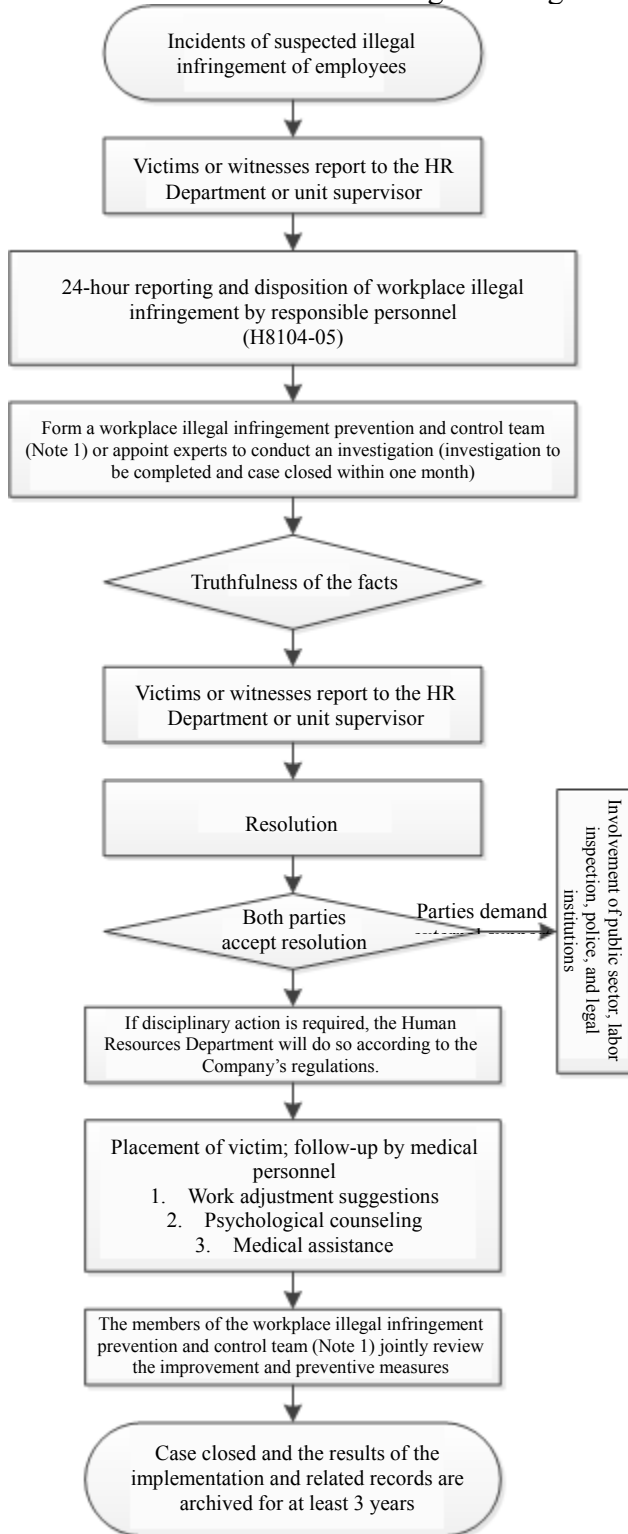 Incidents of suspected illegal
infringement of employees
Victims or witnesses report to the HR
Department or unit supervisor
24-hour reporting and disposition of workplace illegal
infringement by responsible personnel
(H8104-05)
Form a workplace illegal infringement prevention and control team
(Note 1) or appoint experts to conduct an investigation (investigation to
be completed and case closed within one month)
Truthfulness of the facts
Victims or witnesses report to the HR
Department or unit supervisor
Resolution
Both parties
accept resolution
Parties demand
Involvement of public sector, labor
inspection, police, and legal
institutions
If disciplinary action is required, the Human
Resources Department will do so according to the
Company's regulations.
Placement of victim; follow-up by medical
personnel
1. Work adjustment suggestions
2. Psychological counseling
3. Medical assistance
The members of the workplace illegal infringement
prevention and control team (Note 1) jointly review
the improvement and preventive measures
Case closed and the results of the
implementation and related records are
archived for at least 3 years